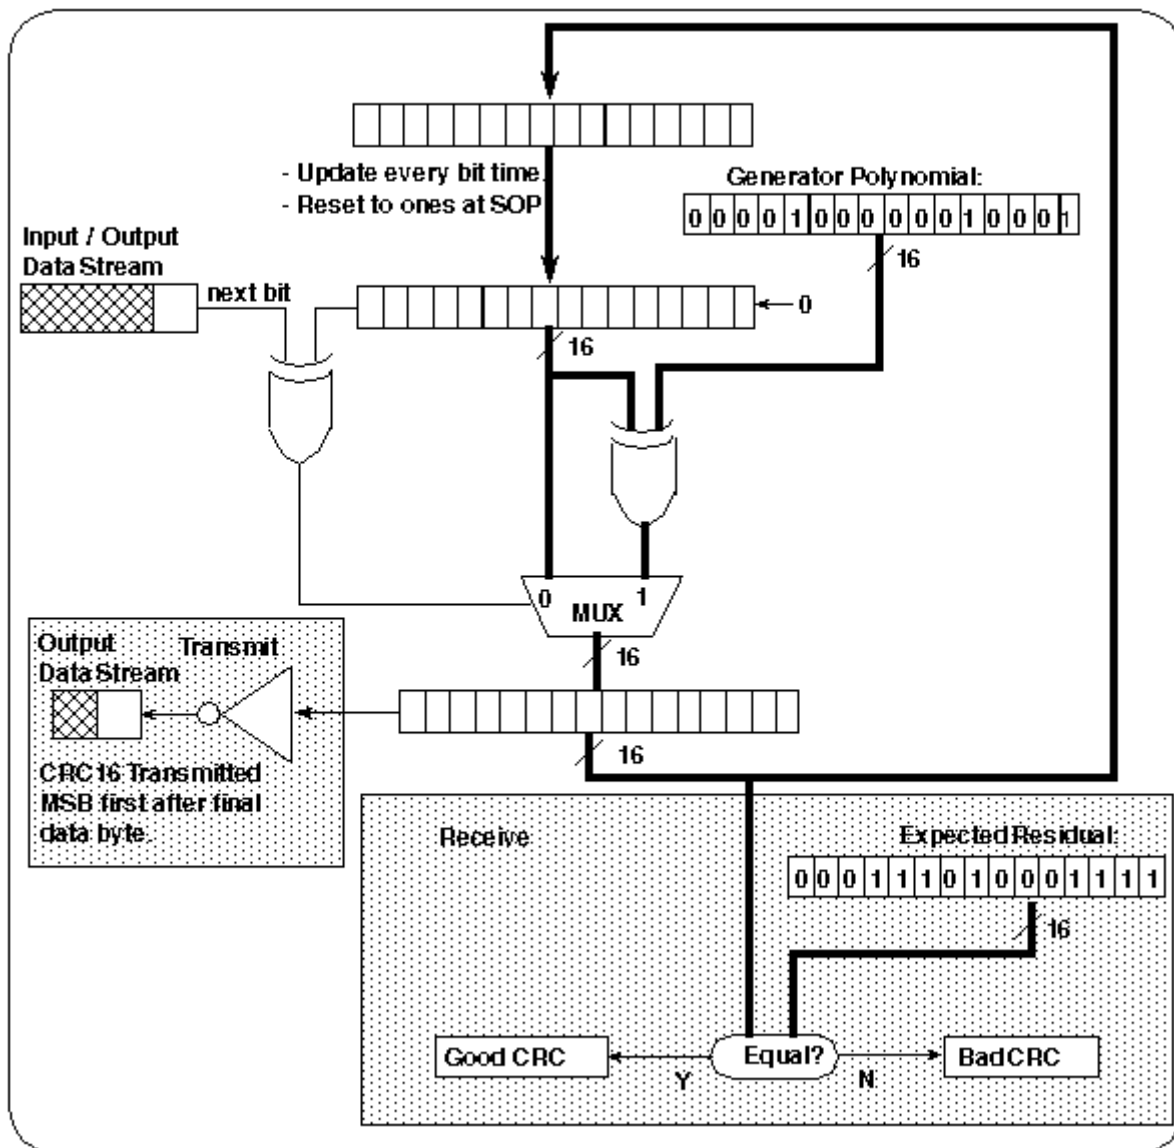 - Update every bit time.
- Reset to ones at SOP
Generator Polynomial:
0 0 0 0 1 0 0 0 0 0 0 1 0 0 0 1
16
Input / Output
Data Stream
next bit
0
16
0 1
MUX
16
Output
Data Stream
Transmit
16
CRC16 Transmitted
MSB first after final
data byte.
Receive
Expected Residual:
0 0 0 1 1 1 0 1 0 0 0 1 1 1 1
16
Good CRC
Y
Equal?
N
Bad CRC